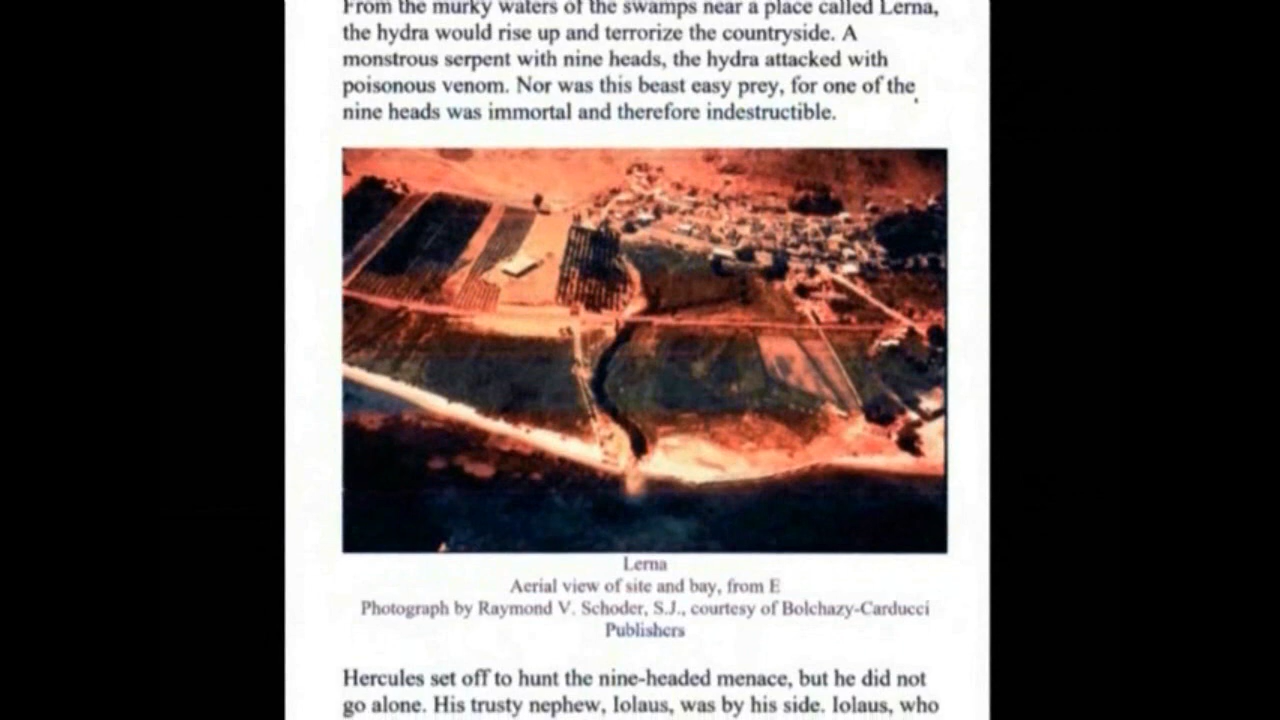 From the murky waters of the swamps near a place called Lerna,
the hydra would rise up and terrorize the countryside. A
monstrous serpent with nine heads, the hydra attacked with
poisonous venom. Nor was this beast easy prey, for one of the
nine heads was immortal and therefore indestructible.
Lerna
Aerial view of site and bay, from E
Photograph by Raymond V. Schoder, S.J., courtesy of Bolchazy-Carducci
Publishers
Hercules set off to hunt the nine-headed menace, but he did not
go alone. His trusty nephew, Iolaus, was by his side. Iolaus, who